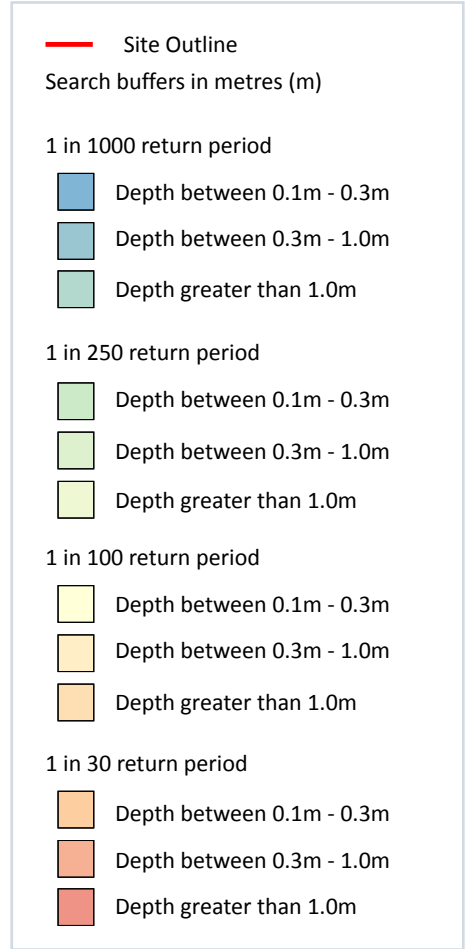 Site Outline
Search buffers in metres (m)
1 in 1000 return period
Depth between 0.1m - 0.3m
Depth between 0.3m - 1.0m
Depth greater than 1.0m
1 in 250 return period
Depth between 0.1m - 0.3m
Depth between 0.3m - 1.0m
Depth greater than 1.0m
1 in 100 return period
Depth between 0.1m - 0.3m
Depth between 0.3m - 1.0m
Depth greater than 1.0m
1 in 30 return period
Depth between 0.1m - 0.3m
Depth between 0.3m - 1.0m
Depth greater than 1.0m